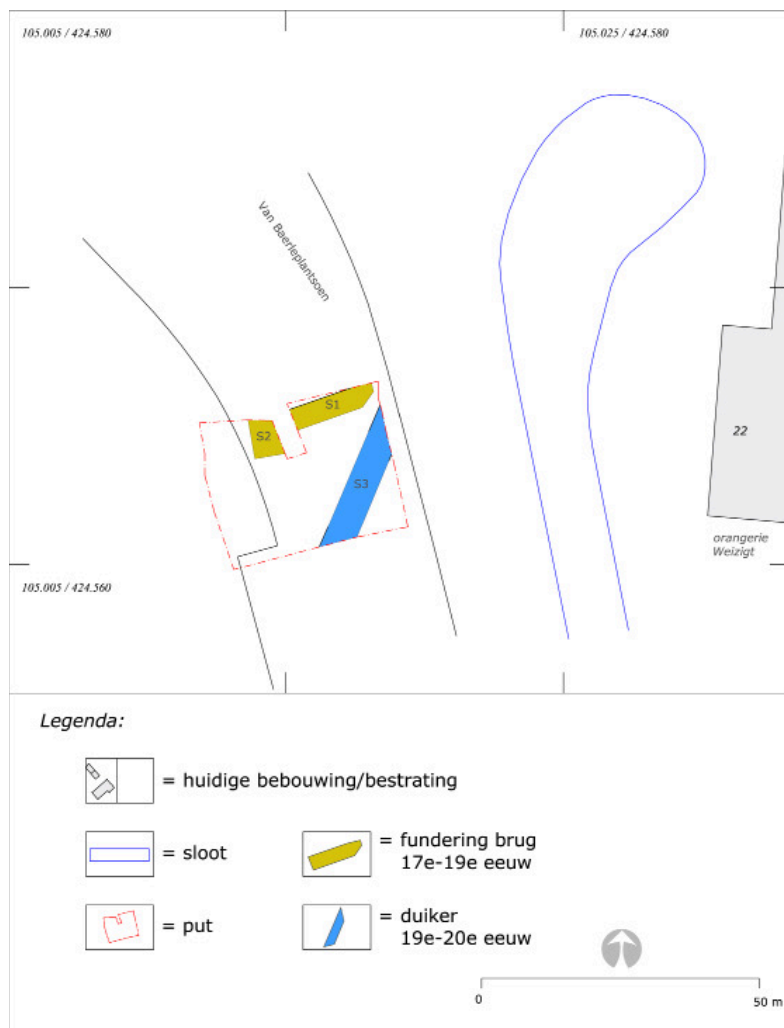 105.005 / 424.580
105.025 / 424.580
Van Baerleplantsoen
S1
S2
S3
22
orangerie
Weizigt
105.005 / 424.560
Legenda:
= huidige bebouwing/bestrating
= sloot
= fundering brug
17e-19e eeuw
= put
= duiker
19e-20e eeuw
0
50 m